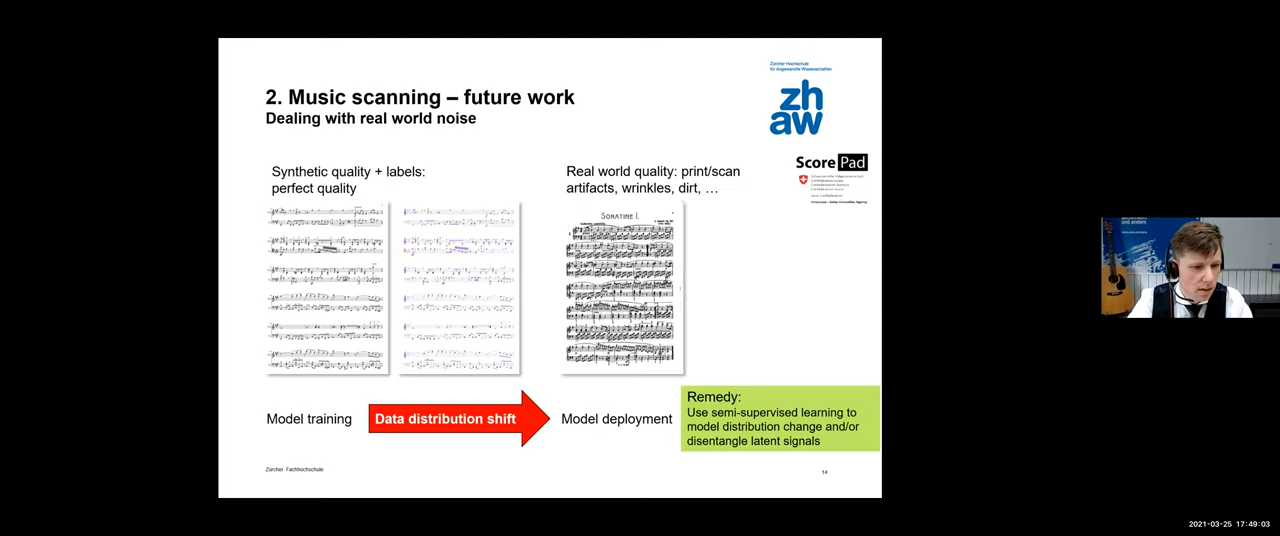 Zürcher Hochschule
für Angewandte Wissenschaften
zh
aw
2. Music scanning – future work
Dealing with real world noise
Score Pad
Synthetic quality + labels:
perfect quality
Real world quality: print/scan
artifacts, wrinkles, dirt, …
SONATINE I.
und anders
Model training
Data distribution shift
Model deployment
Remedy:
Use semi-supervised learning to
model distribution change and/or
disentangle latent signals
Zürcher Fachhochschule
14
2021-03-25 17:49:03